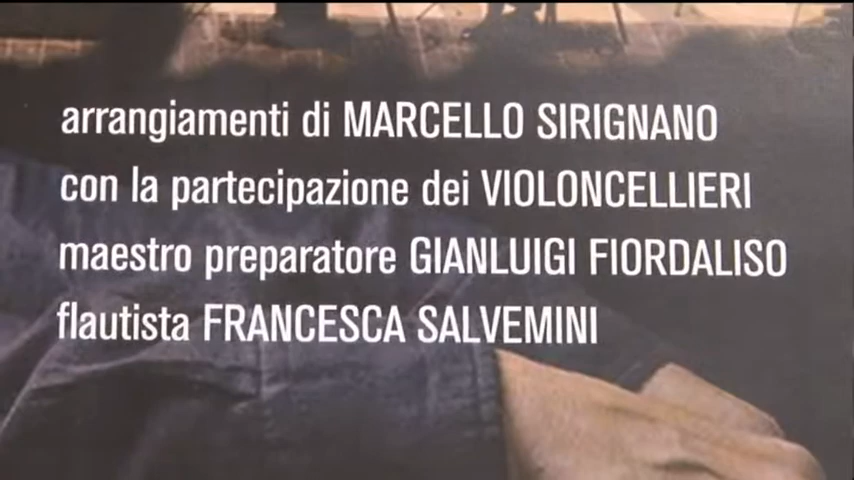 arrangiamenti di MARCELLO SIRIGNANO
con la partecipazione dei VIOLONCELLIERI
maestro preparatore GIANLUIGI FIORDALISO
flautista FRANCESCA SALVEMINI